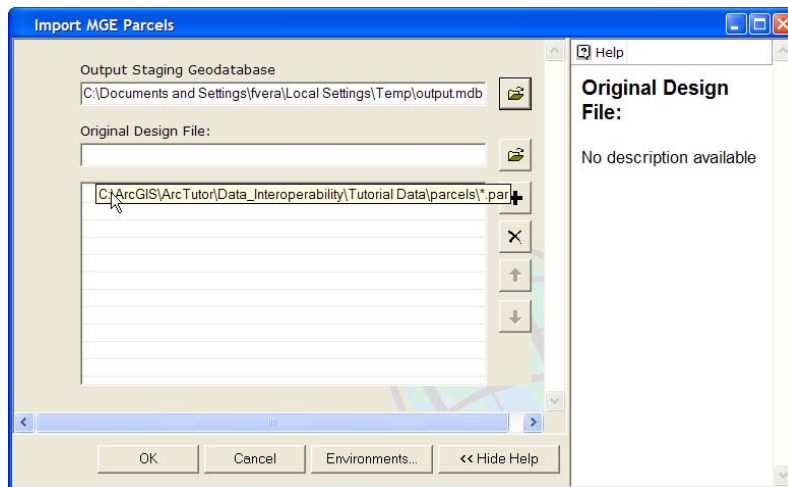 Import MGE Parcels
Output Staging Geodatabase
C:\Documents and Settings\fvera\Local Settings\Temp\output.mdb
Original Design File:
C:\ArcGIS\ArcTutor\Data_Interoperability\Tutorial Data\parcels\*.par
OK
Cancel
Environments...
<< Hide Help
Help
Original Design
File:
No description available